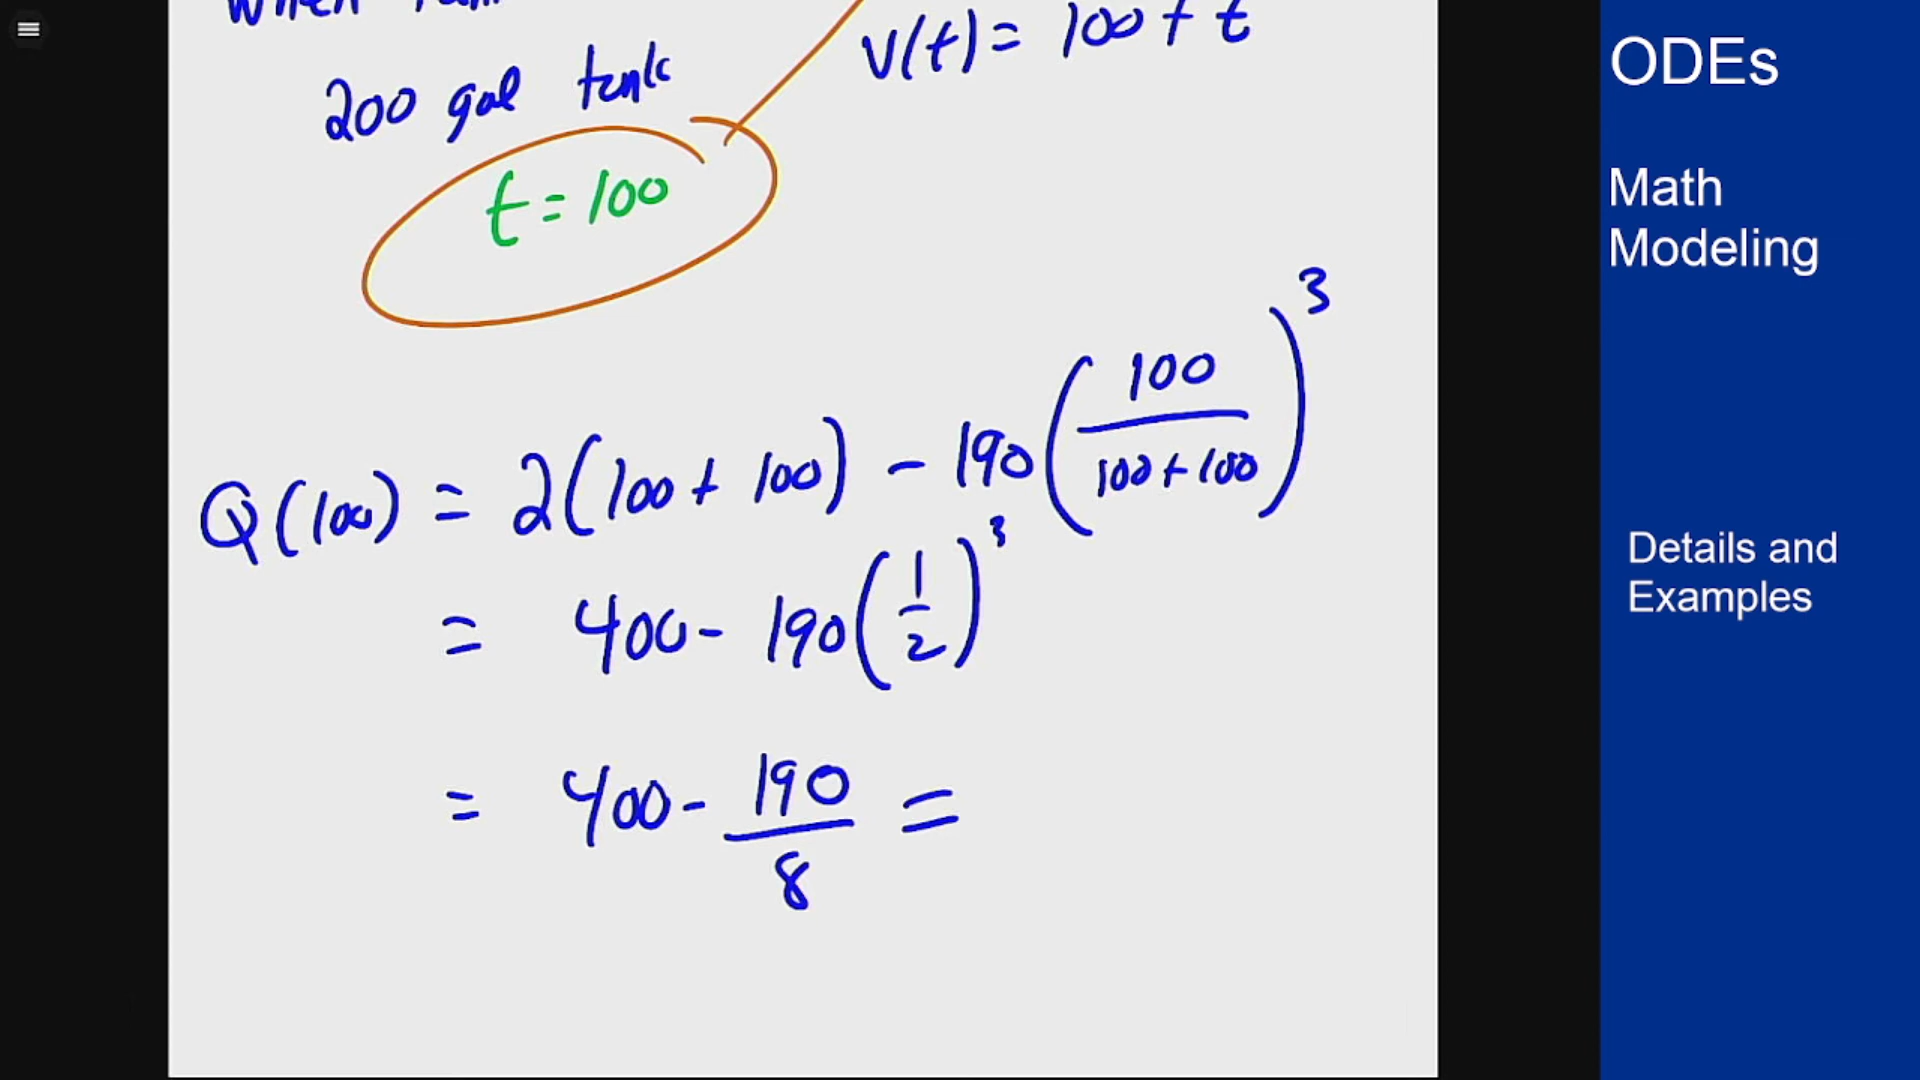 when
V(t) = 100 + t
200 gal tank
t = 100
Q(100) = 2(100 + 100) - 190(100/(100+100))^3
= 400 - 190(1/2)^3
= 400 - 190/8 =
ODEs
Math
Modeling
Details and
Examples